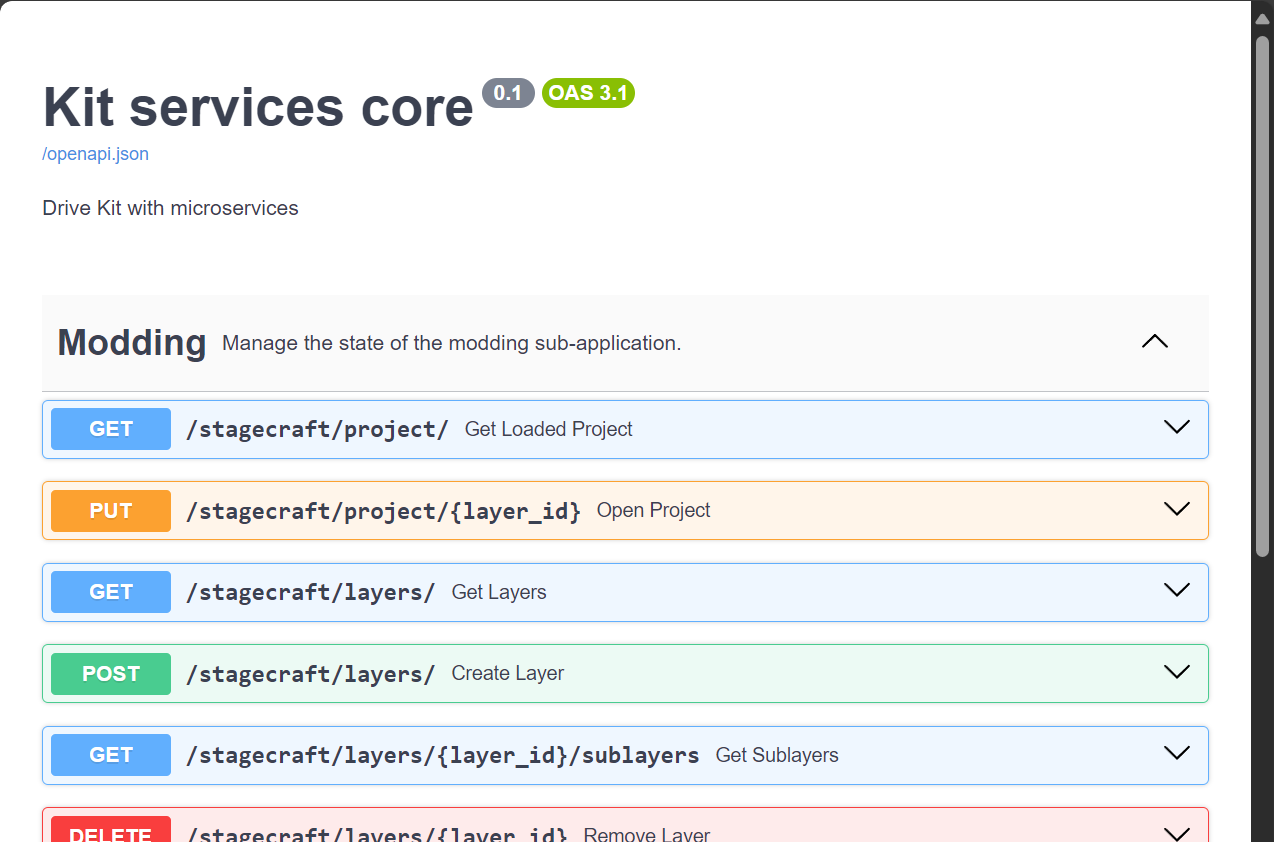 Kit services core 0.1 OAS 3.1
/openapi.json
Drive Kit with microservices
Modding Manage the state of the modding sub-application.
GET /stagecraft/project/ Get Loaded Project
PUT /stagecraft/project/{layer_id} Open Project
GET /stagecraft/layers/ Get Layers
POST /stagecraft/layers/ Create Layer
GET /stagecraft/layers/{layer_id}/sublayers Get Sublayers
DELETE /stagecraft/layers/{layer_id} Remove Layer